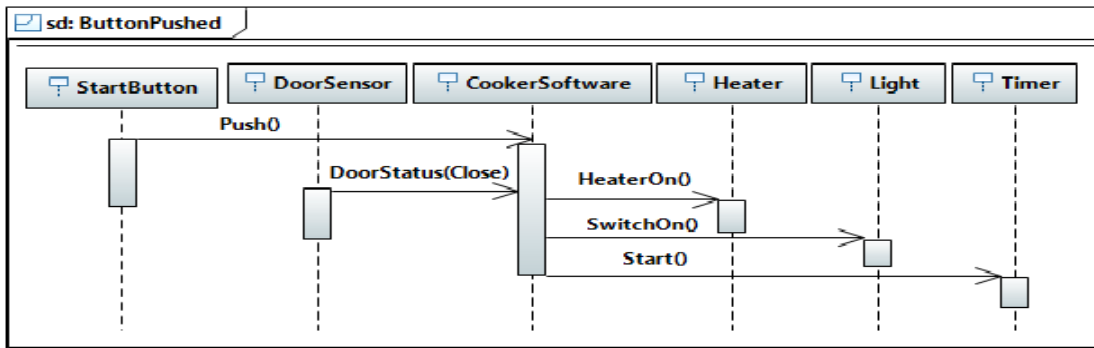 sd: ButtonPushed
StartButton
DoorSensor
CookerSoftware
Heater
Light
Timer
Push()
DoorStatus(Close)
HeaterOn()
SwitchOn()
Start()